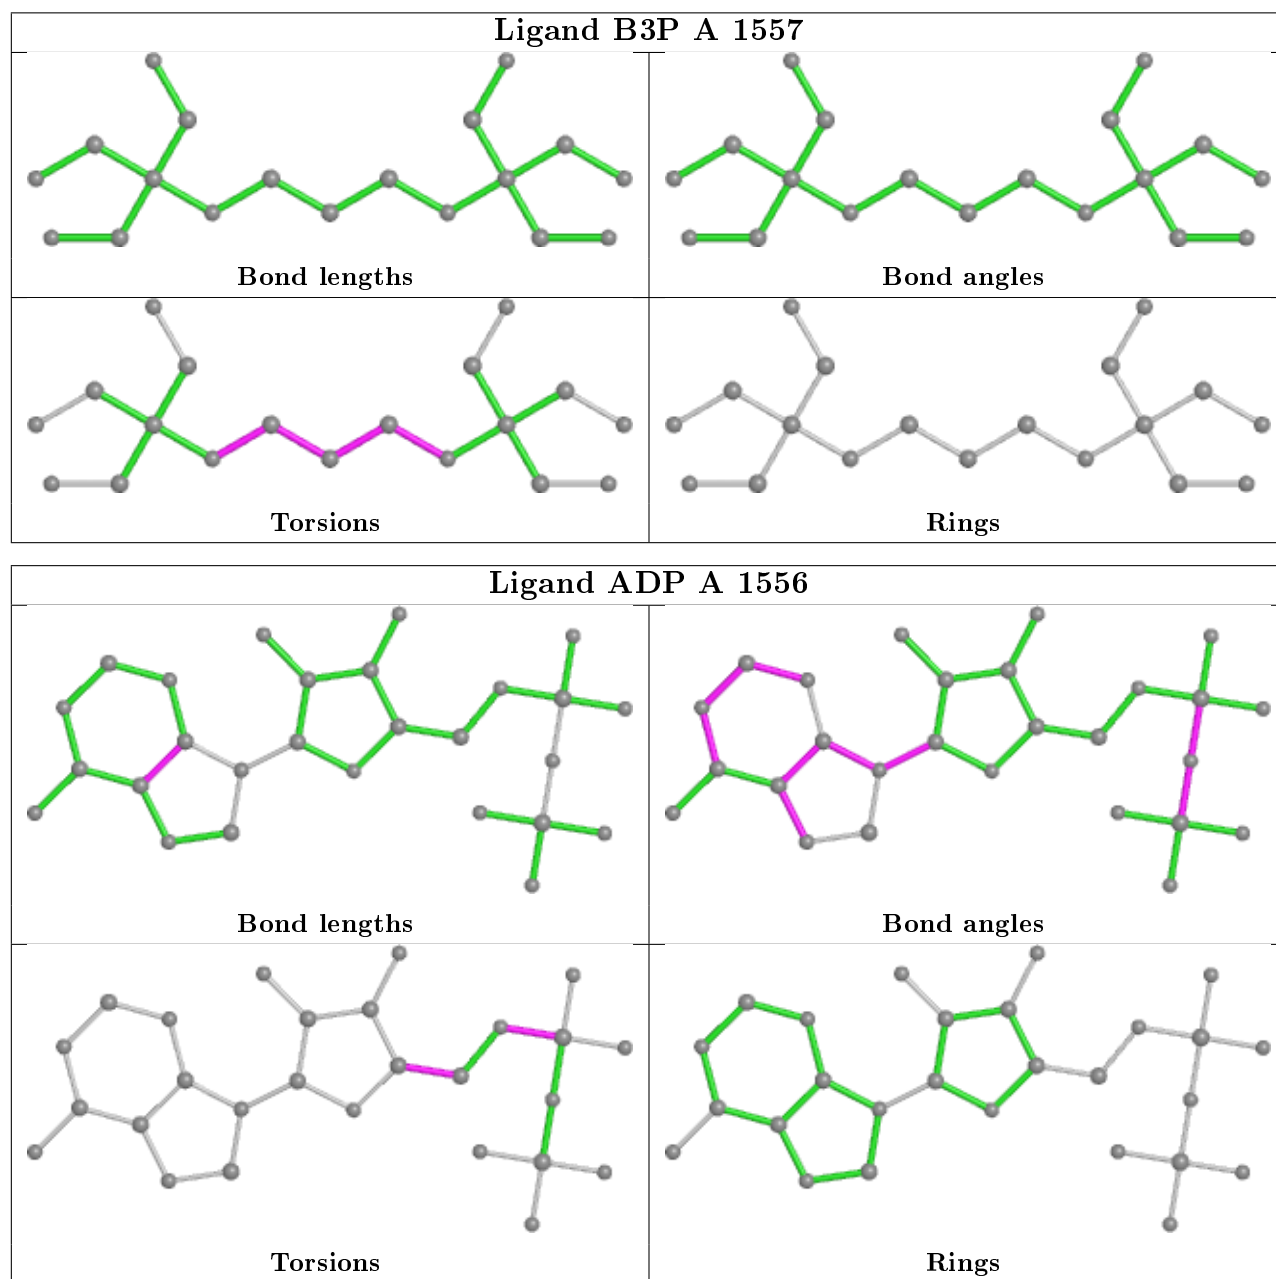 Ligand B3P A 1557
Bond lengths
Bond angles
Torsions
Rings
Ligand ADP A 1556
Bond lengths
Bond angles
Torsions
Rings